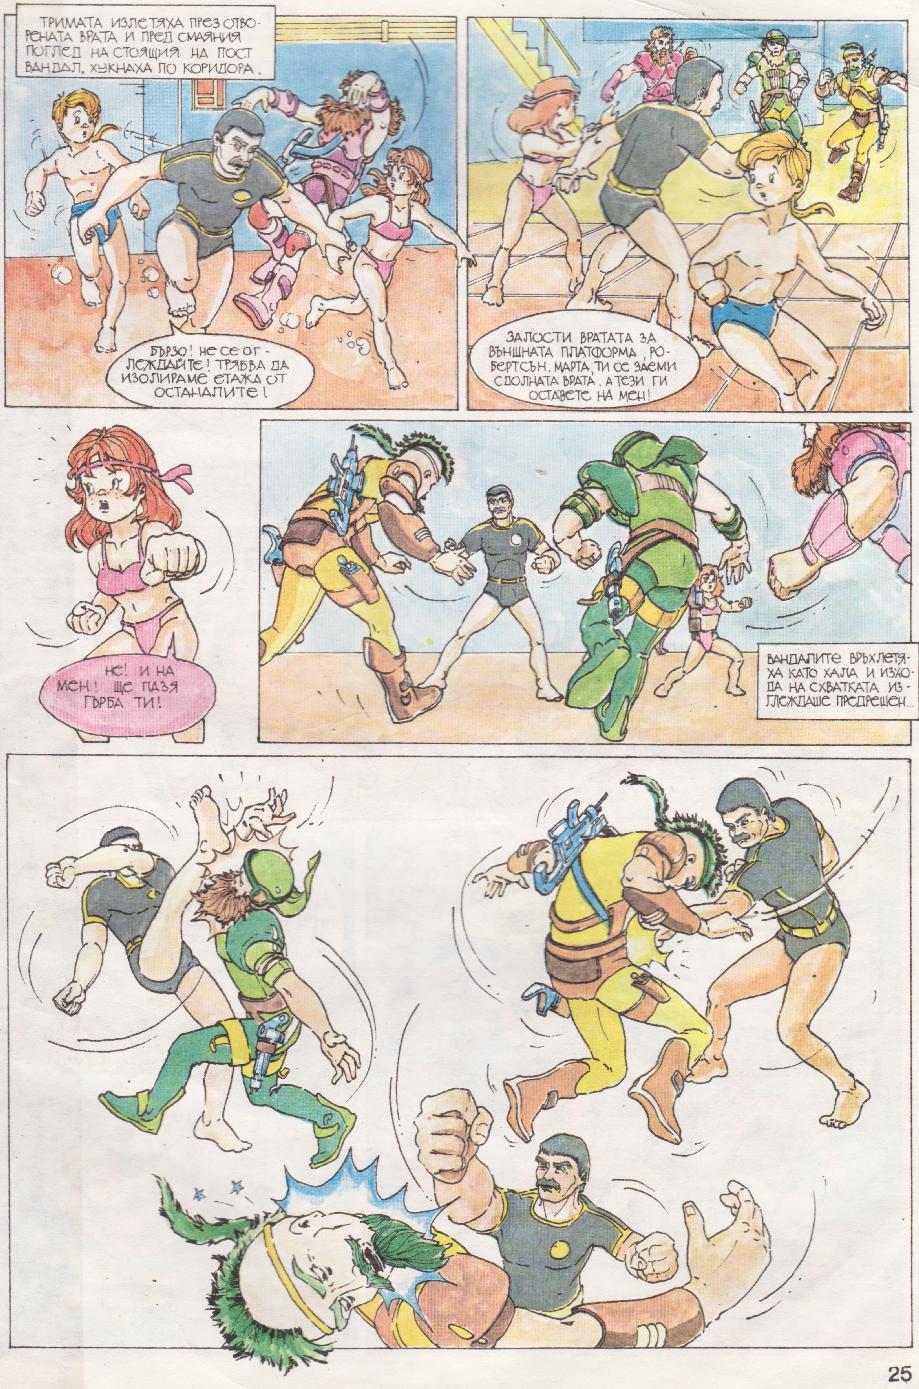 ТРИМАТА ИЗЛЕТЯХА ПРЕЗ ОТВО-
РЕНАТА ВРАТА И ПРЕД СМАЯНИЯ
ПОГЛЕД НА СТОЯЩИЯ НА ПОСТ
ВАНДАЛ, ХУКНАХА ПО КОРИДОРА.
БЪРЗО! НЕ СЕ ОГ-
ЛЕЖДАЙТЕ! ТРЯБВА ДА
ИЗОЛИРАМЕ ЕТАЖА ОТ
ОСТАНАЛИТЕ!
ЗАЛОСТИ ВРАТАТА ЗА
ВЪНШНАТА ПЛАТФОРМА, РО-
БЕРТСЪН. МАРТА, ТИ СЕ ЗАЕМИ
С ДОЛНАТА ВРАТА. А ТЕЗИ ГИ
ОСТАВЕТЕ НА МЕН!
НЕ! И НА
МЕН! ЩЕ ПАЗЯ
ГЪРБА ТИ!
ВАНДАЛИТЕ ВРЪХЛЕТЯ-
ХА КАТО ХАЛА И ИЗХО-
ДА НА СХВАТКАТА ИЗ-
ГЛЕЖДАШЕ ПРЕДРЕШЕН...
25